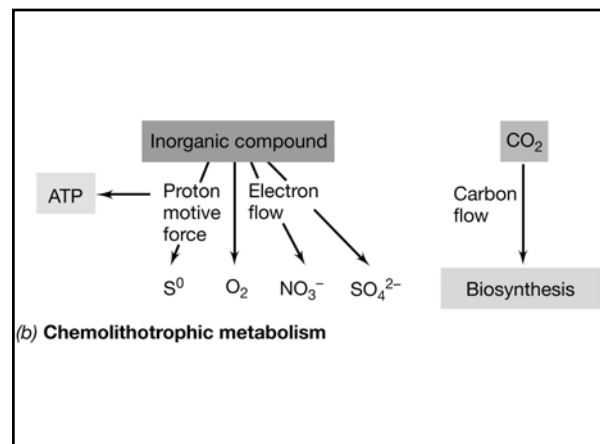 Inorganic compound
CO₂
ATP
Proton
motive
force
Electron
flow
Carbon
flow
S⁰ O₂ NO₃⁻ SO₄²⁻
Biosynthesis
(b) Chemolithotrophic metabolism